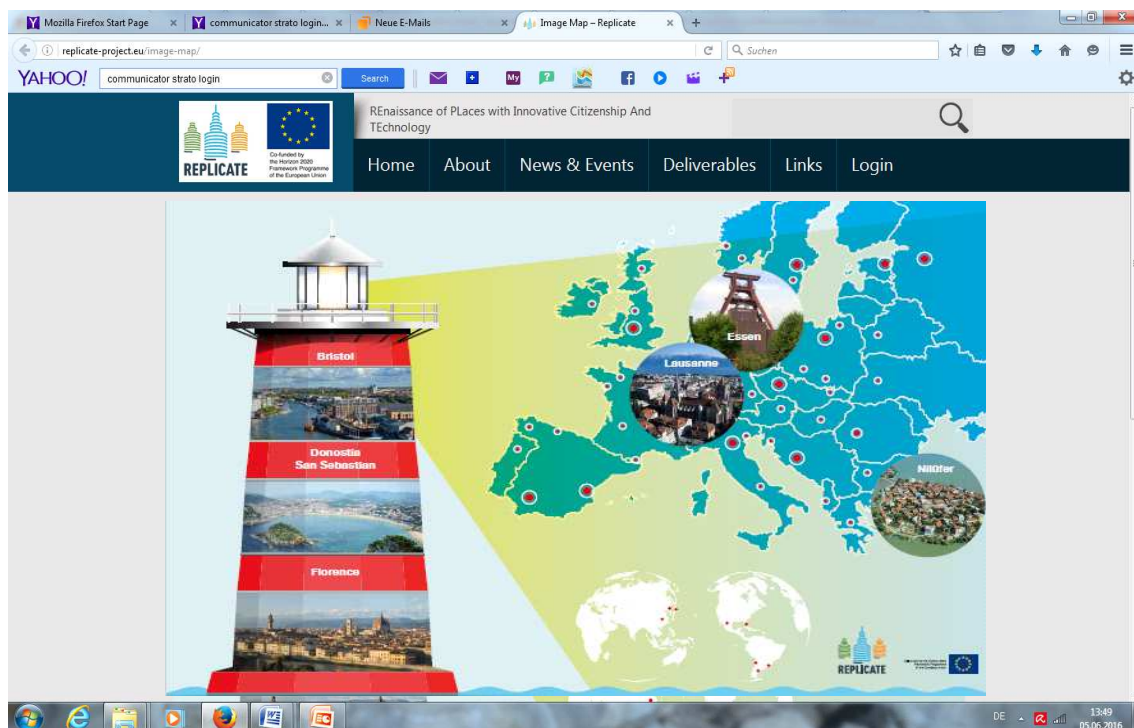 Mozilla Firefox Start Page
communicator strato login...
Neue E-Mails
Image Map – Replicate
replicate-project.eu/image-map/
Suchen
YAHOO!
communicator strato login
Search
My
REPLICATE
Co-funded by
the Horizon 2020
Framework Programme
of the European Union
REnaissance of PLaces with Innovative Citizenship And
TEchnology
Home
About
News & Events
Deliverables
Links
Login
Bristol
Donostia
San Sebastian
Florence
Essen
Lausanne
Nilüfer
REPLICATE
DE
13:49
05.06.2016